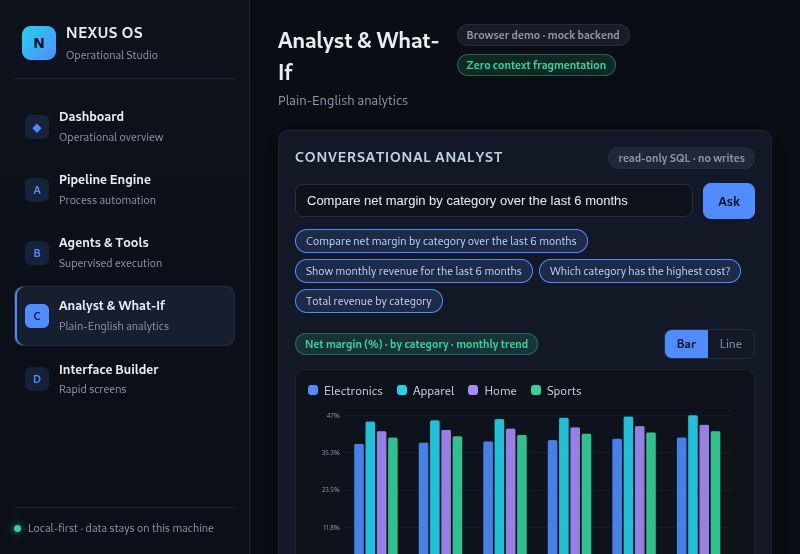 N
NEXUS OS
Operational Studio
◆
Dashboard
Operational overview
A
Pipeline Engine
Process automation
B
Agents & Tools
Supervised execution
C
Analyst & What-If
Plain-English analytics
D
Interface Builder
Rapid screens
Local-first · data stays on this machine
Analyst & What-
If
Plain-English analytics
Browser demo · mock backend
Zero context fragmentation
CONVERSATIONAL ANALYST
read-only SQL · no writes
Compare net margin by category over the last 6 months
Ask
Compare net margin by category over the last 6 months
Show monthly revenue for the last 6 months
Which category has the highest cost?
Total revenue by category
Net margin (%) · by category · monthly trend
Bar
Line
Electronics
Apparel
Home
Sports
47%
35.3%
23.5%
11.8%